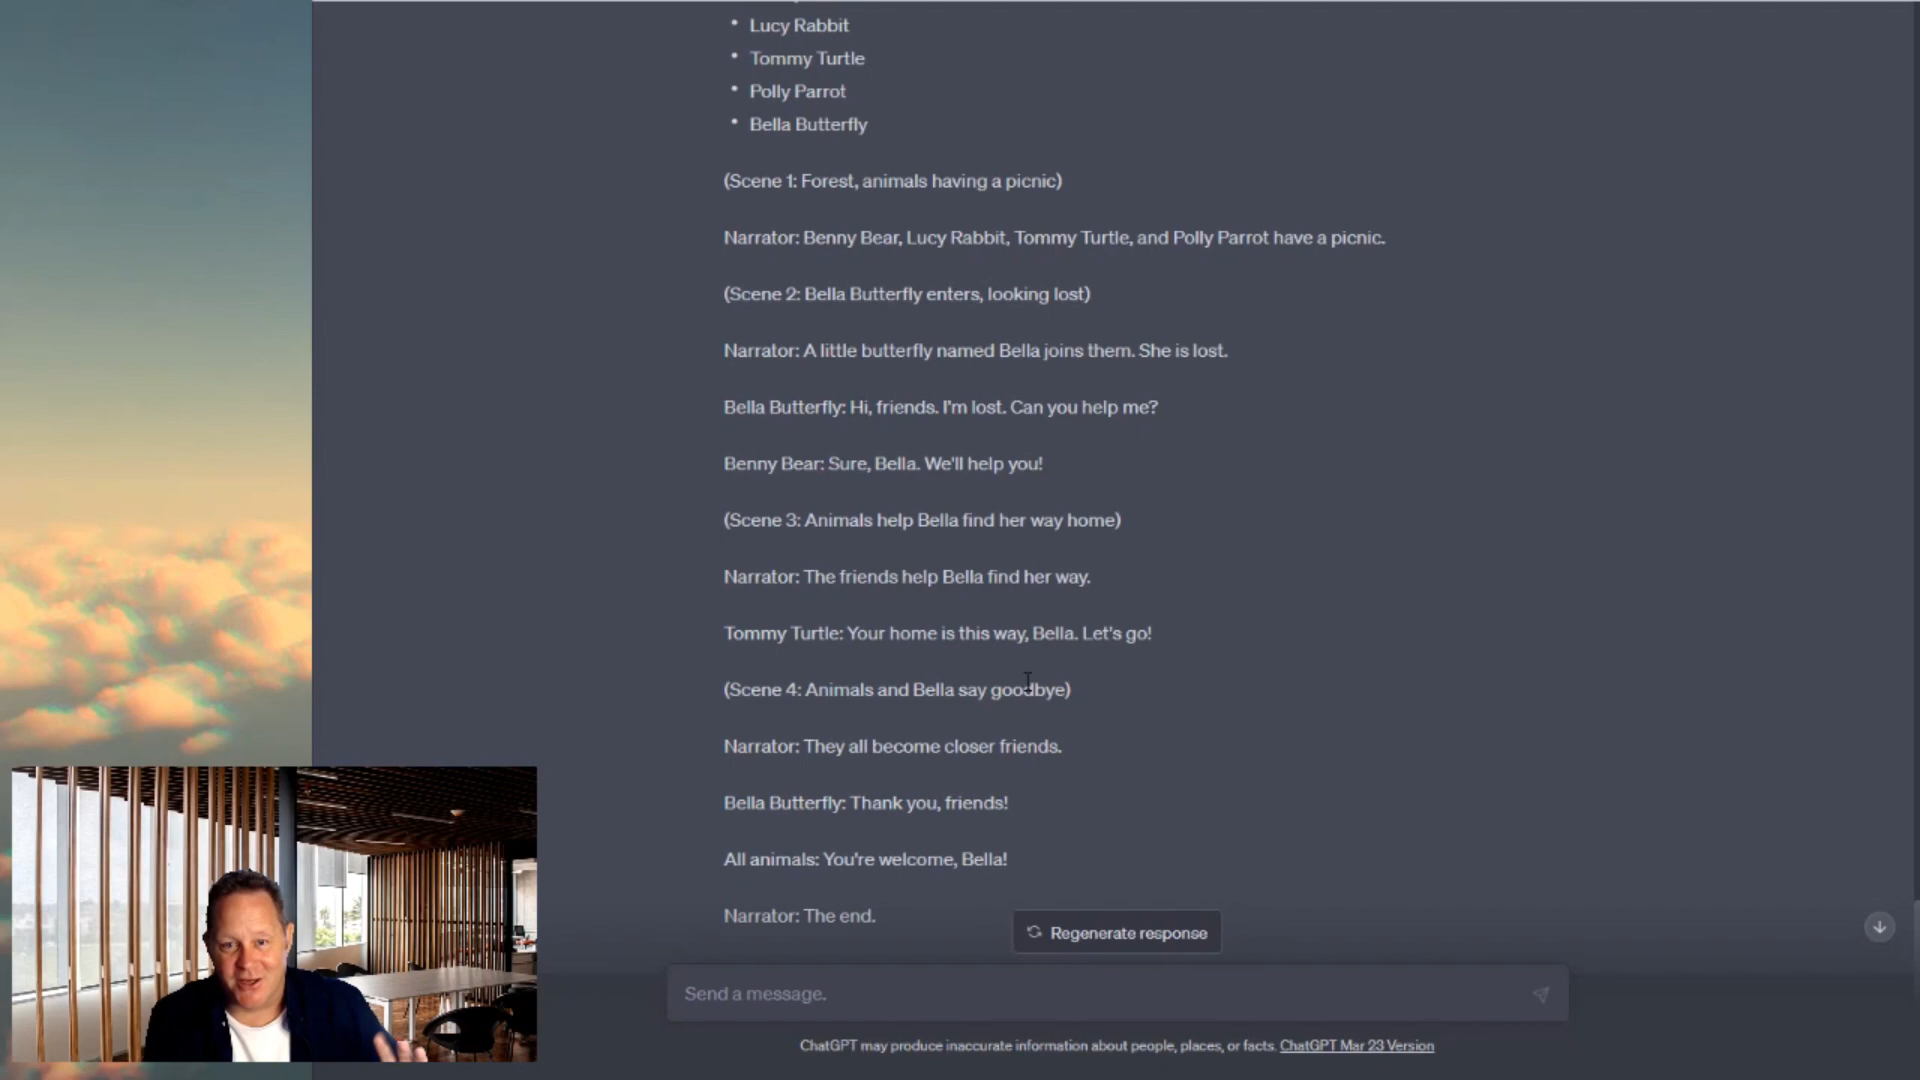 Lucy Rabbit
Tommy Turtle
Polly Parrot
Bella Butterfly
(Scene 1: Forest, animals having a picnic)
Narrator: Benny Bear, Lucy Rabbit, Tommy Turtle, and Polly Parrot have a picnic.
(Scene 2: Bella Butterfly enters, looking lost)
Narrator: A little butterfly named Bella joins them. She is lost.
Bella Butterfly: Hi, friends. I'm lost. Can you help me?
Benny Bear: Sure, Bella. We'll help you!
(Scene 3: Animals help Bella find her way home)
Narrator: The friends help Bella find her way.
Tommy Turtle: Your home is this way, Bella. Let's go!
(Scene 4: Animals and Bella say goodbye)
Narrator: They all become closer friends.
Bella Butterfly: Thank you, friends!
All animals: You're welcome, Bella!
Narrator: The end.
Regenerate response
Send a message.
ChatGPT may produce inaccurate information about people, places, or facts. ChatGPT Mar 23 Version